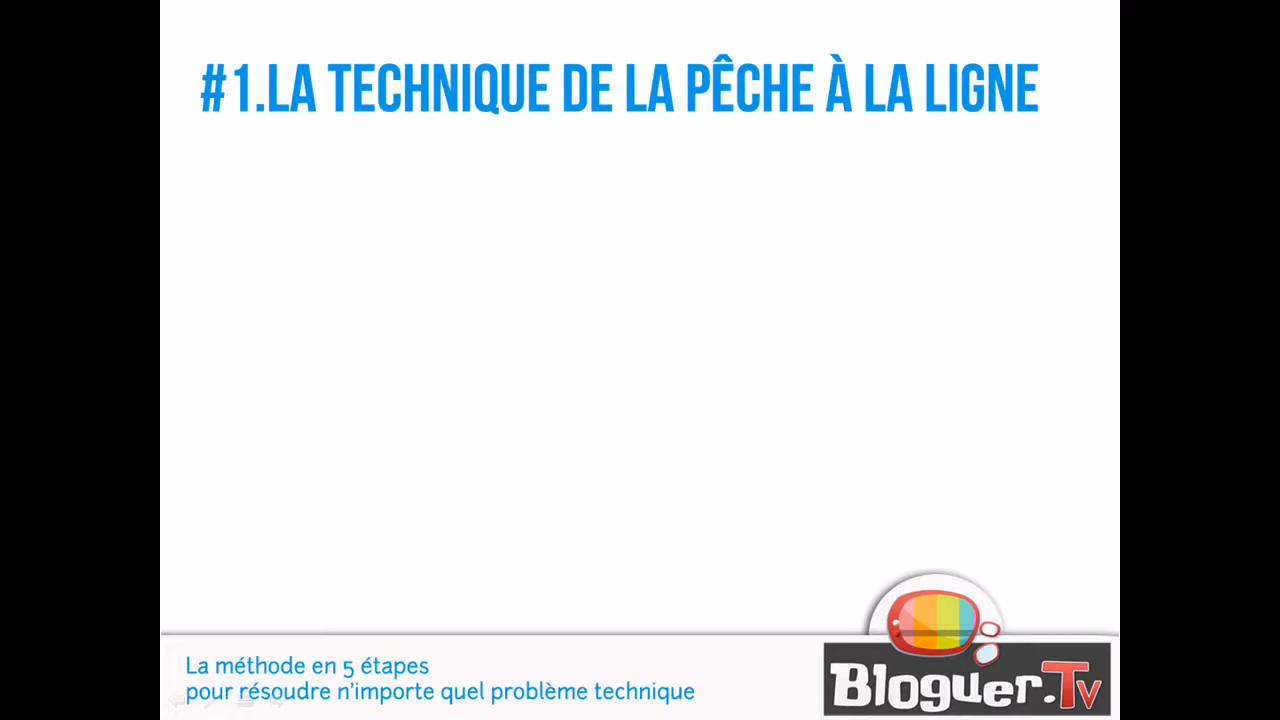 #1.LA TECHNIQUE DE LA PÊCHE À LA LIGNE
La méthode en 5 étapes
pour résoudre n'importe quel problème technique
Bloguer.Tv